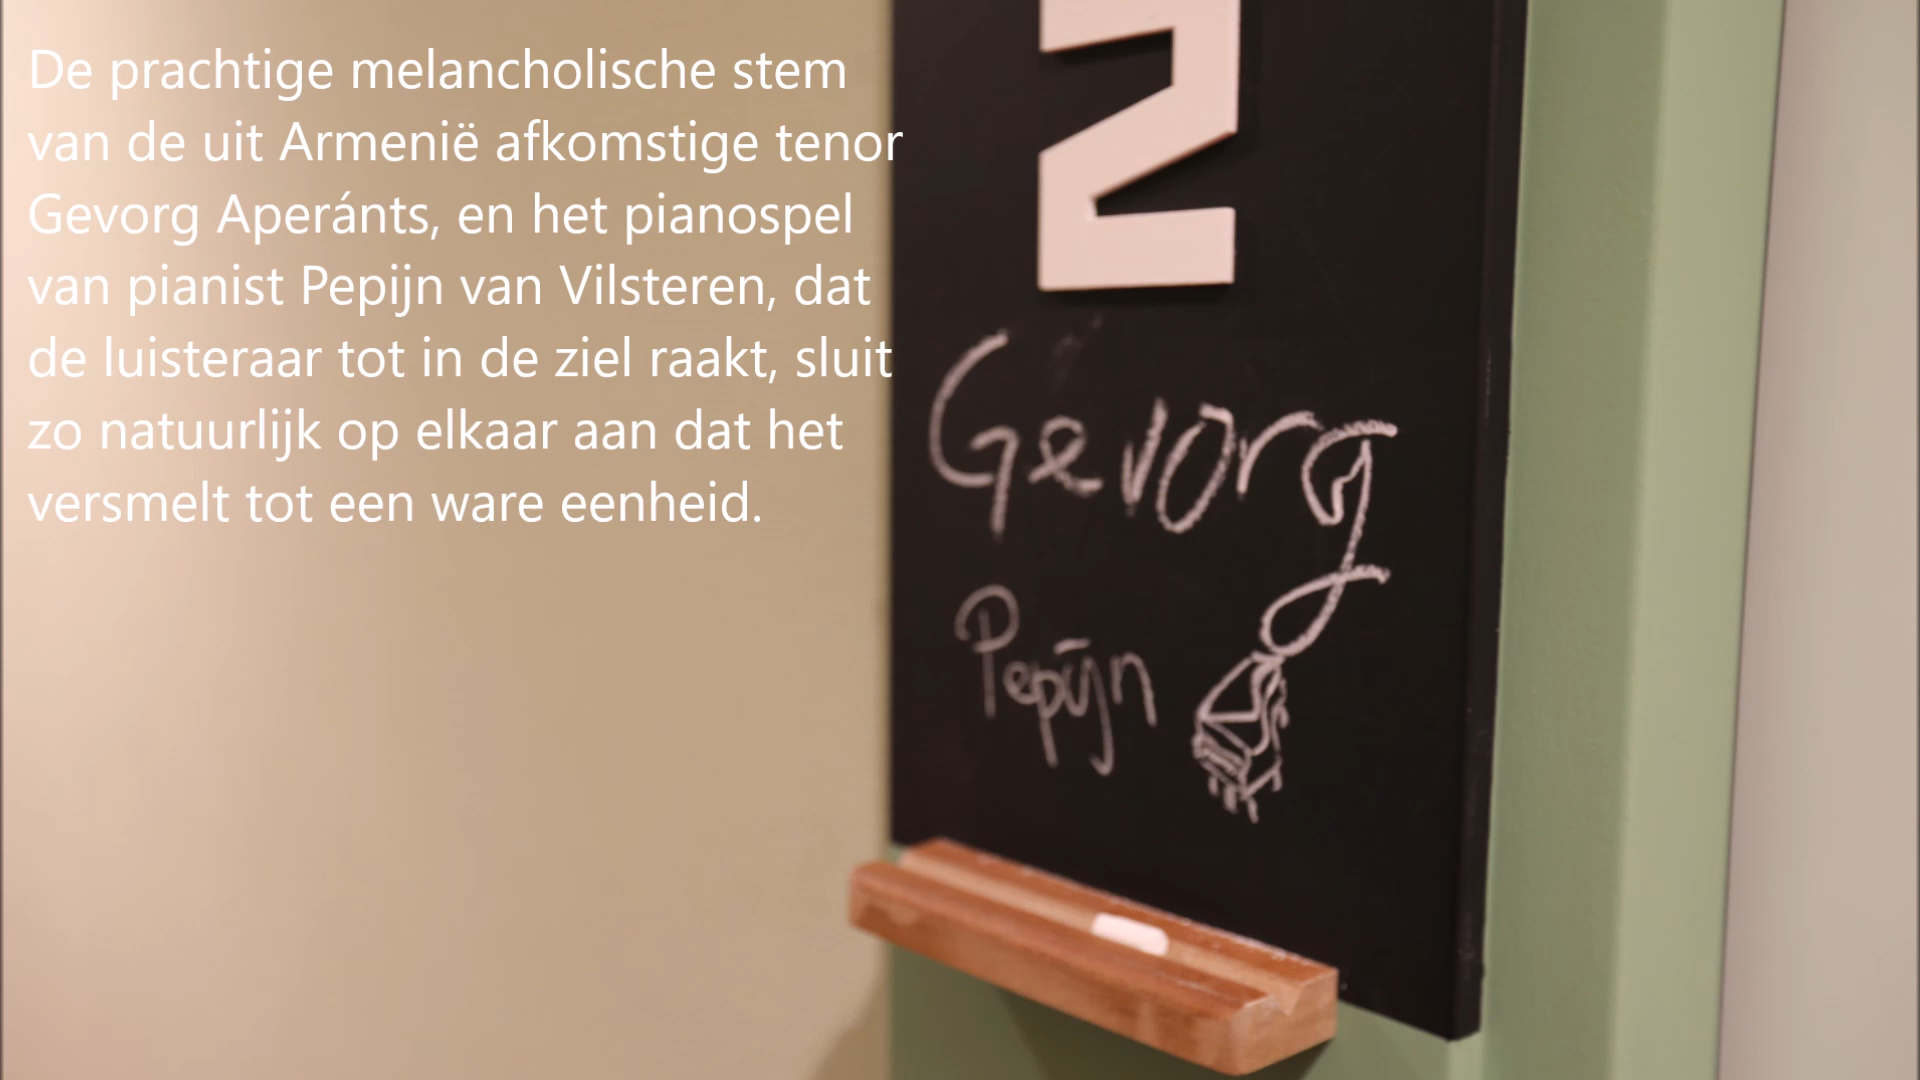 De prachtige melancholische stem
van de uit Armenië afkomstige tenor
Gevorg Aperánts, en het pianospel
van pianist Pepijn van Vilsteren, dat
de luisteraar tot in de ziel raakt, sluit
zo natuurlijk op elkaar aan dat het
versmelt tot een ware eenheid.
N
Gevorg
Pepijn